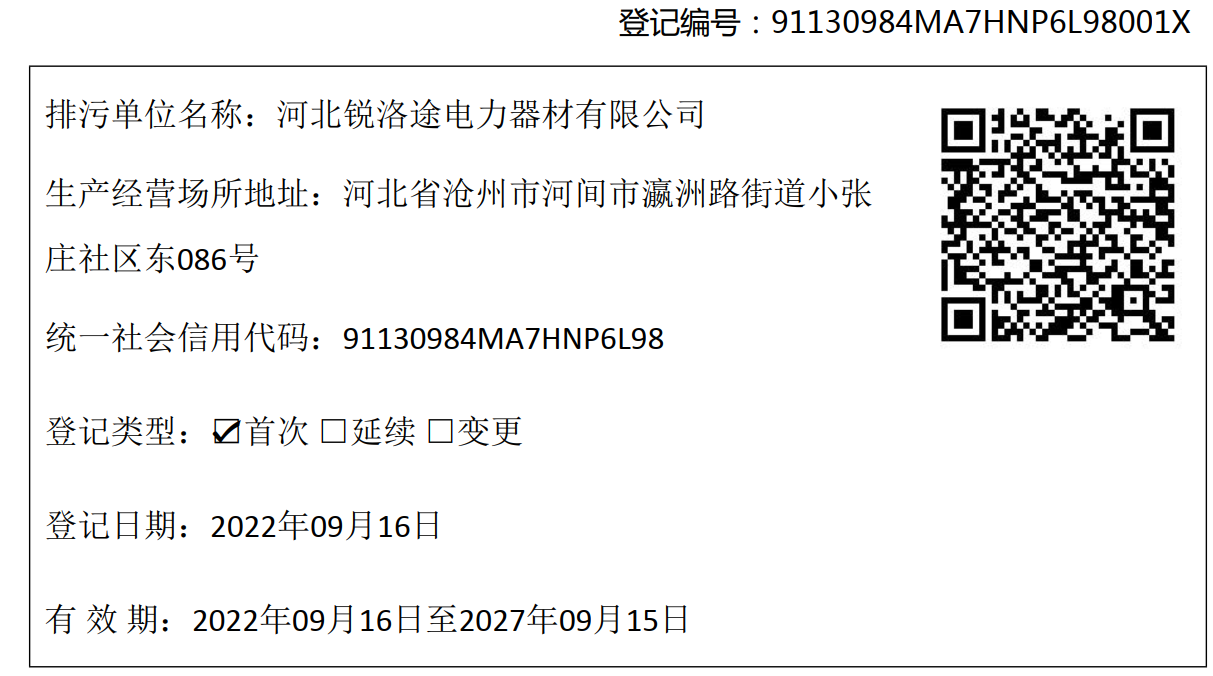 登记编号：91130984MA7HNP6L98001X
排污单位名称：河北锐洛途电力器材有限公司
生产经营场所地址：河北省沧州市河间市瀛洲路街道小张
庄社区东086号
统一社会信用代码：91130984MA7HNP6L98
登记类型：☑首次 □延续 □变更
登记日期：2022年09月16日
有 效 期：2022年09月16日至2027年09月15日